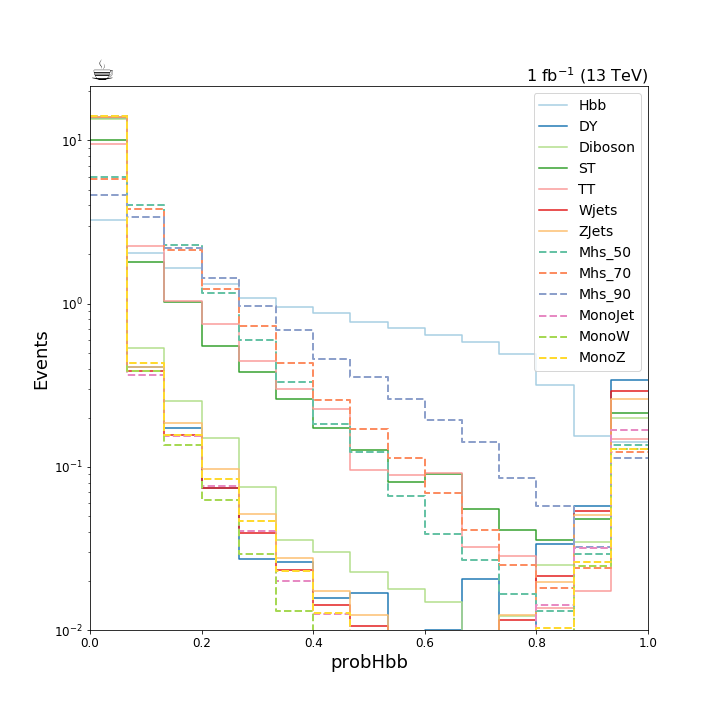 ☕ 1 fb⁻¹ (13 TeV)
Hbb
DY
Diboson
ST
TT
Wjets
ZJets
Mhs_50
Mhs_70
Mhs_90
MonoJet
MonoW
MonoZ
Events
10¹
10⁰
10⁻¹
10⁻²
0.0 0.2 0.4 0.6 0.8 1.0
probHbb